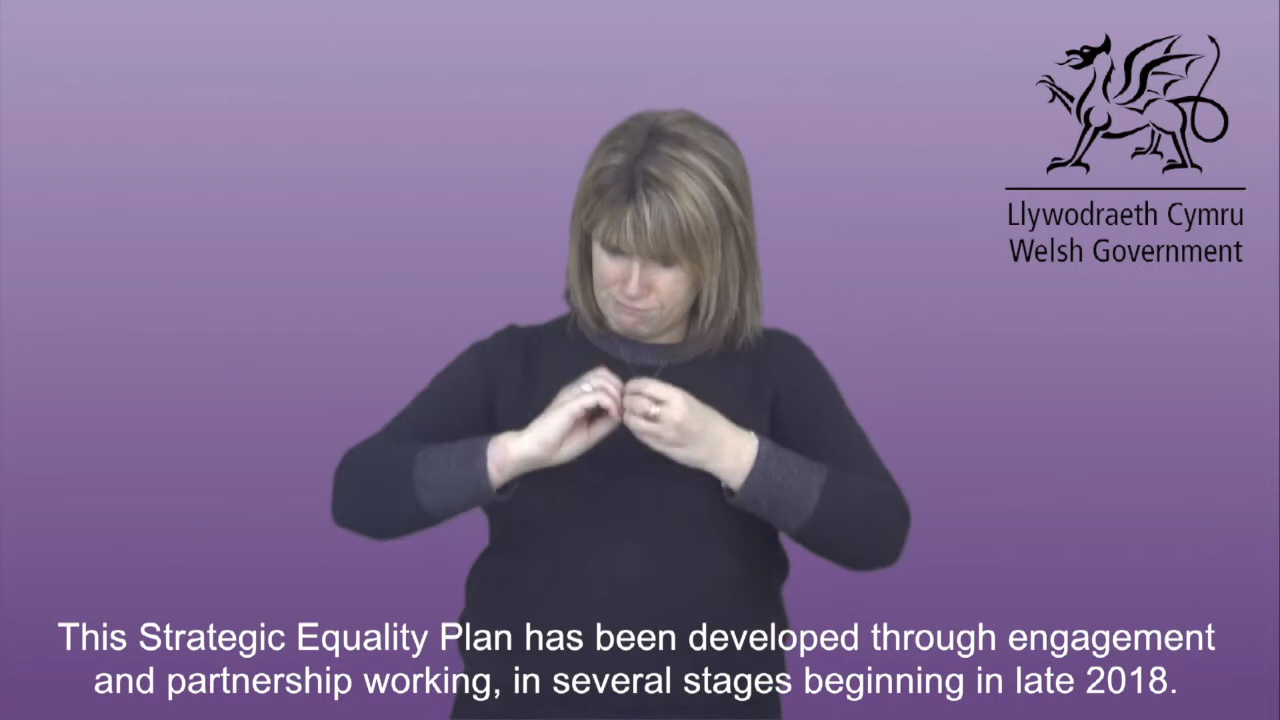 Llywodraeth Cymru
Welsh Government
This Strategic Equality Plan has been developed through engagement
and partnership working, in several stages beginning in late 2018.